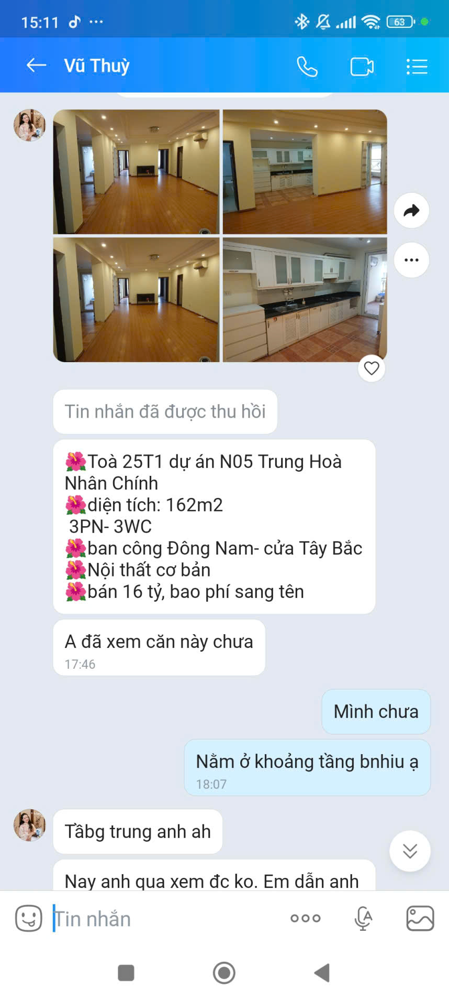 15:11
63
Vũ Thuỳ
Tin nhắn đã được thu hồi
🌺Toà 25T1 dự án N05 Trung Hoà
Nhân Chính
🌺diện tích: 162m2
3PN- 3WC
🌺ban công Đông Nam- cửa Tây Bắc
🌺Nội thất cơ bản
🌺bán 16 tỷ, bao phí sang tên
A đã xem căn này chưa
17:46
Mình chưa
Nằm ở khoảng tầng bnhiu ạ
18:07
Tầbg trung anh ah
Nay anh qua xem đc ko. Em dẫn anh
Tin nhắn